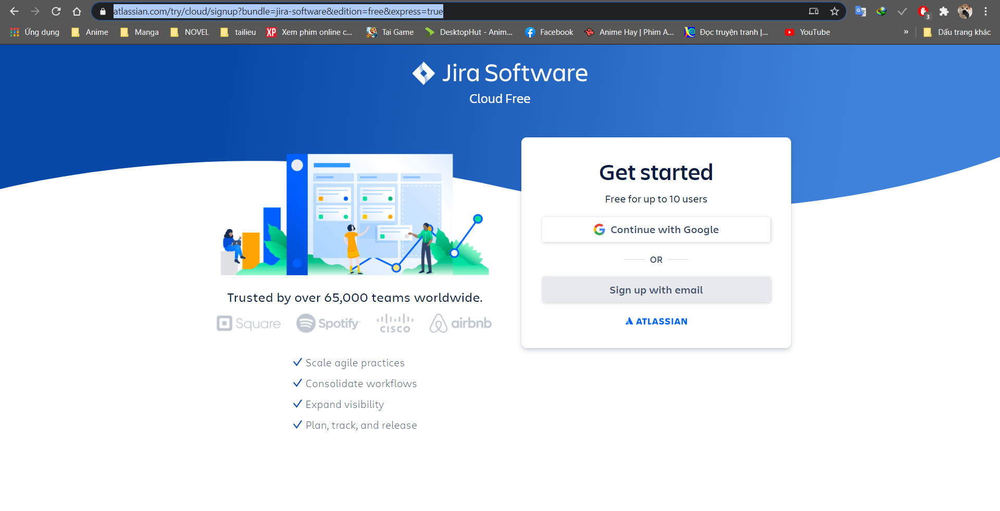 atlassian.com/try/cloud/signup?bundle=jira-software&edition=free&express=true
3
Ứng dụng Anime Manga NOVEL tailieu XP Xem phim online c... Tai Game DesktopHut - Anim... Facebook Anime Hay | Phim A... Đọc truyện tranh |... YouTube » Dấu trang khác
Jira Software
Cloud Free
Get started
Free for up to 10 users
Continue with Google
OR
Sign up with email
ATLASSIAN
Trusted by over 65,000 teams worldwide.
Square Spotify CISCO airbnb
Scale agile practices
Consolidate workflows
Expand visibility
Plan, track, and release